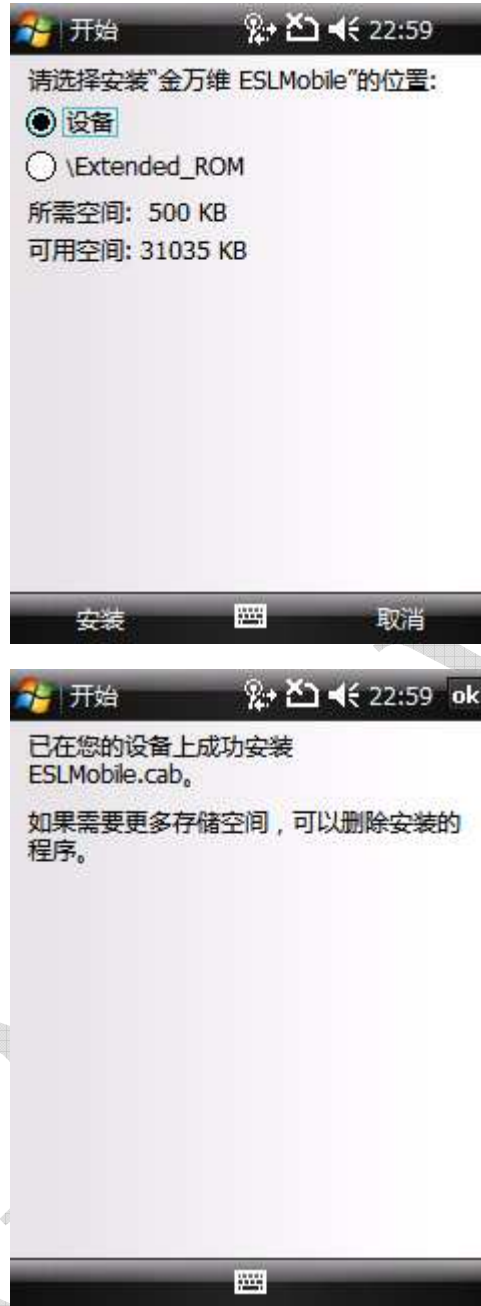 开始 22:59
请选择安装"金万维 ESLMobile"的位置:
设备
\Extended_ROM
所需空间: 500 KB
可用空间: 31035 KB
安装 取消
开始 22:59 ok
已在您的设备上成功安装
ESLMobile.cab。
如果需要更多存储空间，可以删除安装的
程序。